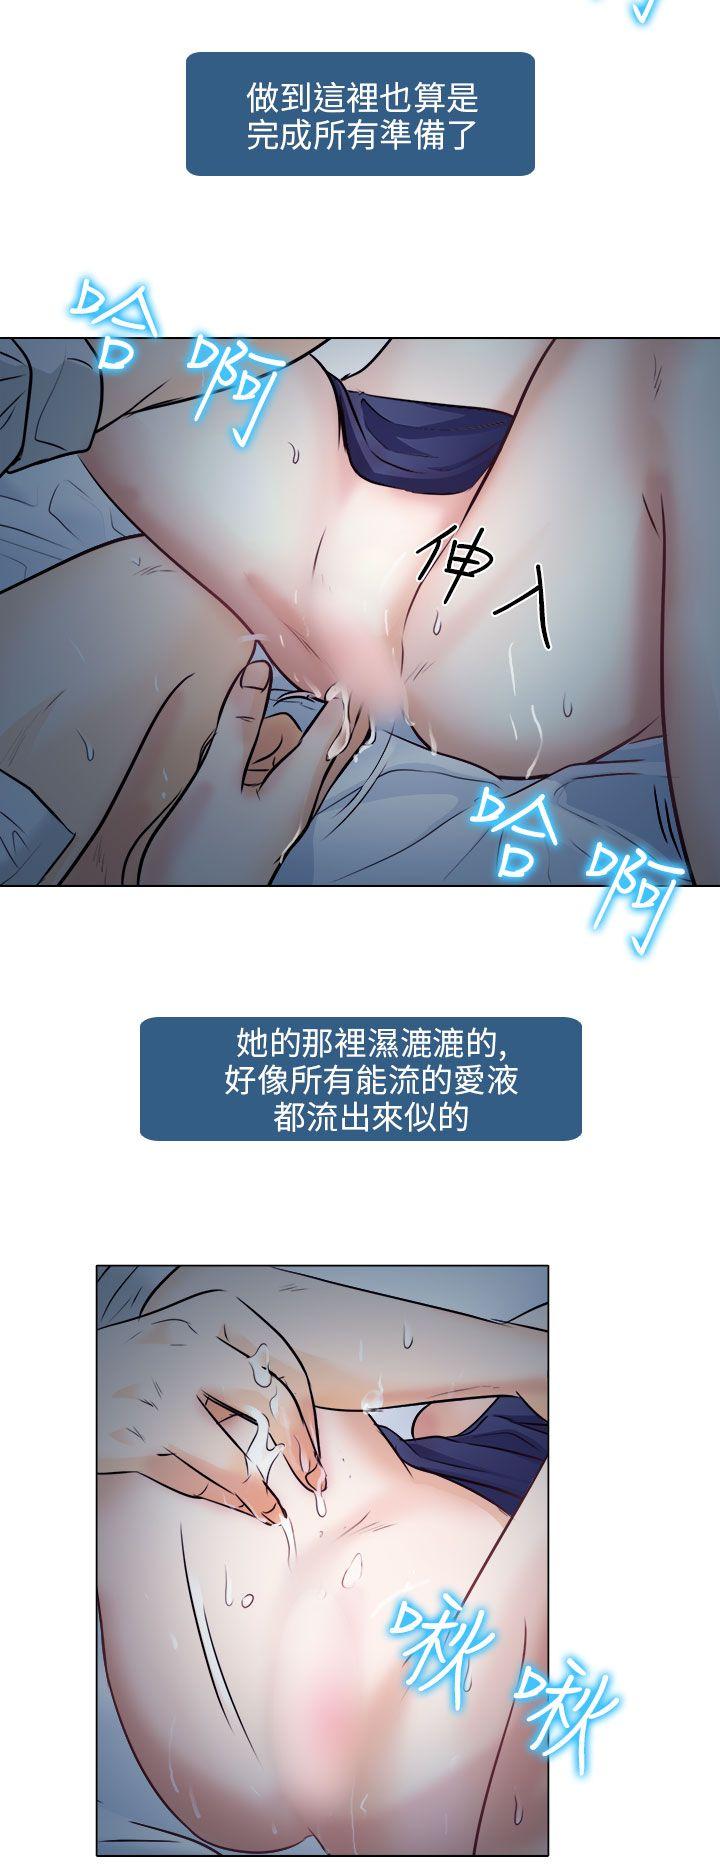 做到這裡也算是
完成所有準備了
哈啊
伸入
哈啊
她的那裡濕漉漉的,
好像所有能流的愛液
都流出來似的
啾啾